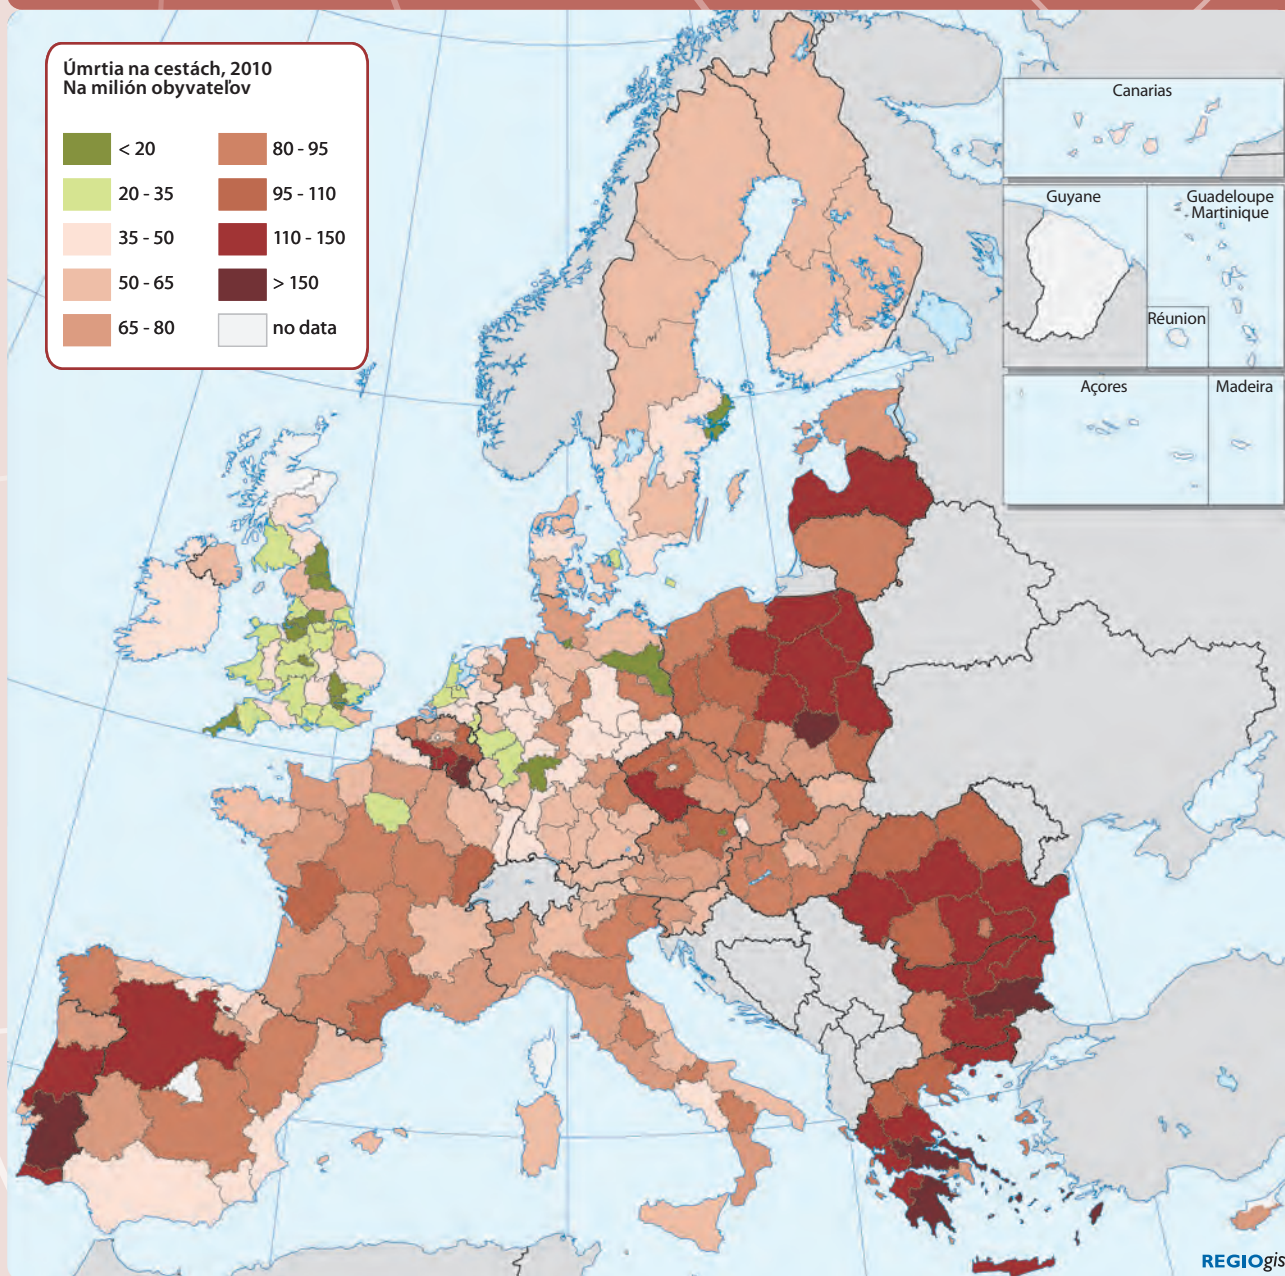 Úmrtia na cestách, 2010
Na milión obyvateľov
< 20
20 - 35
35 - 50
50 - 65
65 - 80
80 - 95
95 - 110
110 - 150
> 150
no data
Canarias
Guyane
Guadeloupe
Martinique
Réunion
Açores
Madeira
REGIOgis